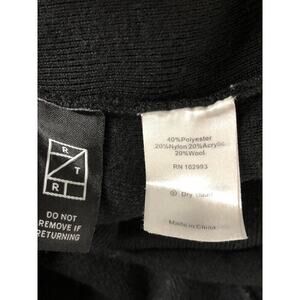 R
T
R
DO NOT
REMOVE IF
RETURNING
40%Polyester
20%Nylon 20%Acrylic
20%Wool
RN 102993
Ⓟ Dry clean
Made in China